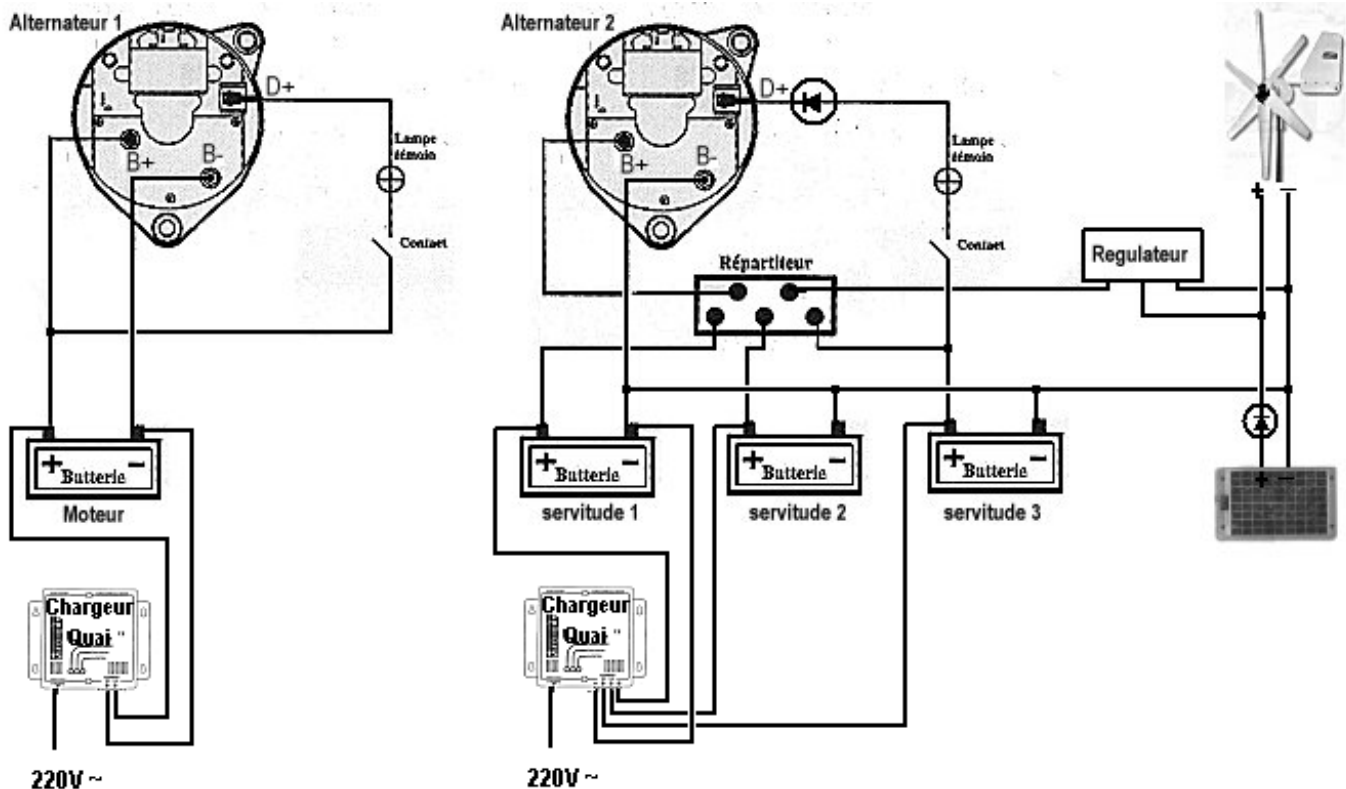 Alternateur 1
D+
Lampe
témoin
B+
B-
Contact
+ Butterie −
Moteur
Chargeur
Quai "
220V ~
Alternateur 2
D+
Lampe
témoin
B+
B-
Contact
Répartiteur
Regulateur
+ −
+ Butterie −
servitude 1
+ Butterie −
servitude 2
+ Butterie −
servitude 3
+ −
Chargeur
Quai "
220V ~